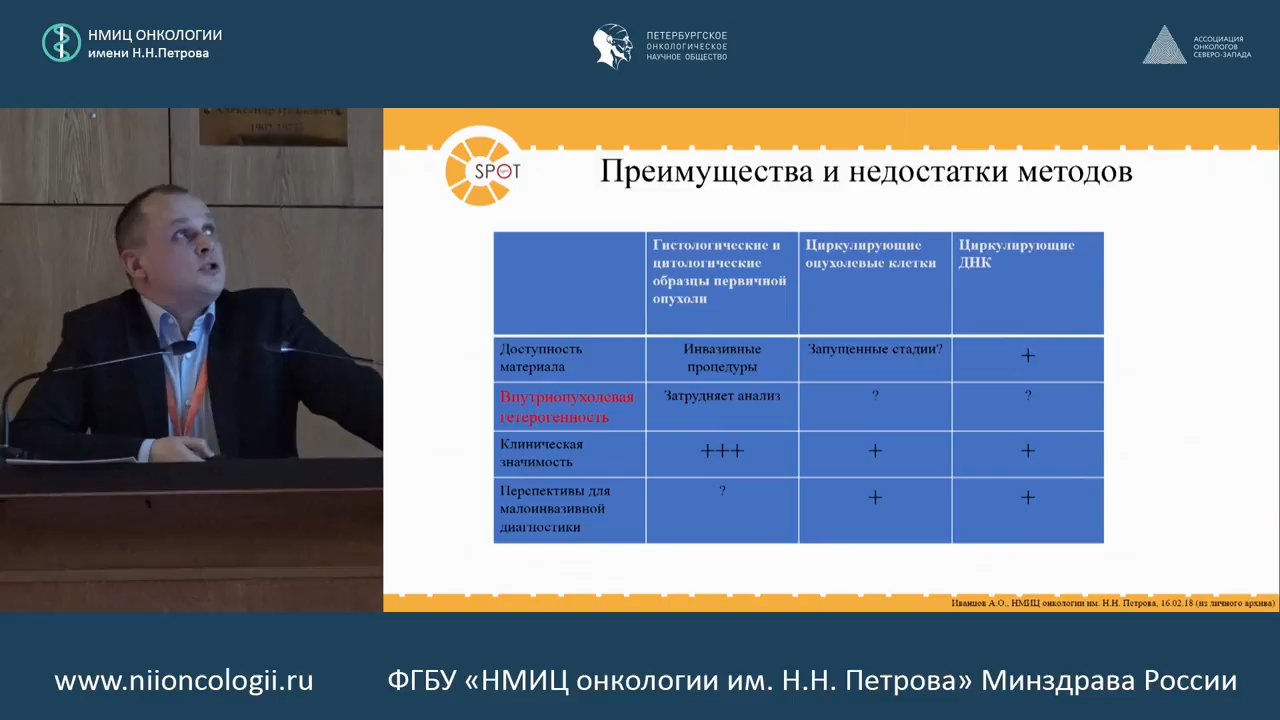 НМИЦ ОНКОЛОГИИ
имени Н.Н.Петрова
ПЕТЕРБУРГСКОЕ
ОНКОЛОГИЧЕСКОЕ
НАУЧНОЕ ОБЩЕСТВО
АССОЦИАЦИЯ
ОНКОЛОГОВ
СЕВЕРО-ЗАПАДА
SPOT
Преимущества и недостатки методов
Гистологические и
цитологические
образцы первичной
опухоли
Циркулирующие
опухолевые клетки
Циркулирующие
ДНК
Доступность
материала
Инвазивные
процедуры
Запущенные стадии?
+
Внутриопухолевая
гетерогенность
Затрудняет анализ
?
?
Клиническая
значимость
+++
+
+
Перспективы для
малоинвазивной
диагностики
?
+
+
Иванцов А.О., НМИЦ онкологии им. Н.Н. Петрова, 16.02.18 (из личного архива)
www.niioncologii.ru
ФГБУ «НМИЦ онкологии им. Н.Н. Петрова» Минздрава России